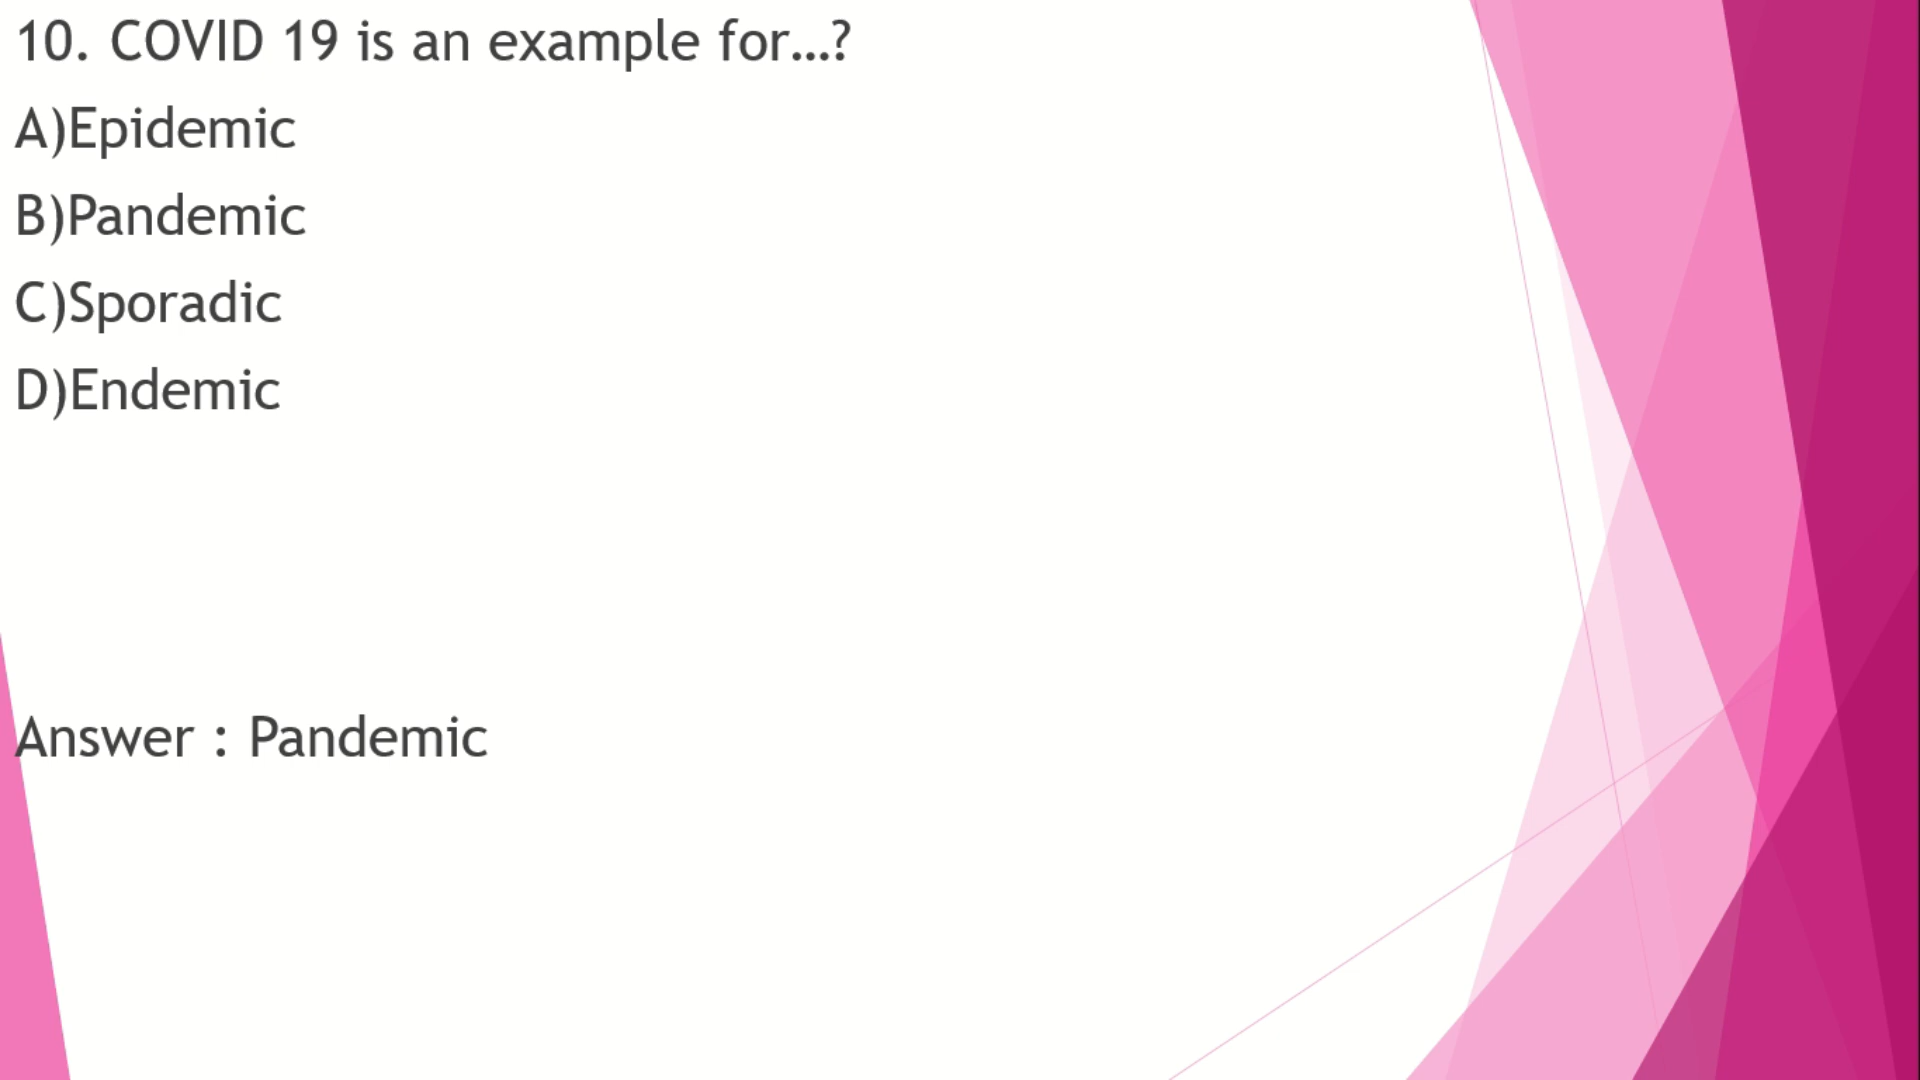 10. COVID 19 is an example for...?
A)Epidemic
B)Pandemic
C)Sporadic
D)Endemic
Answer : Pandemic